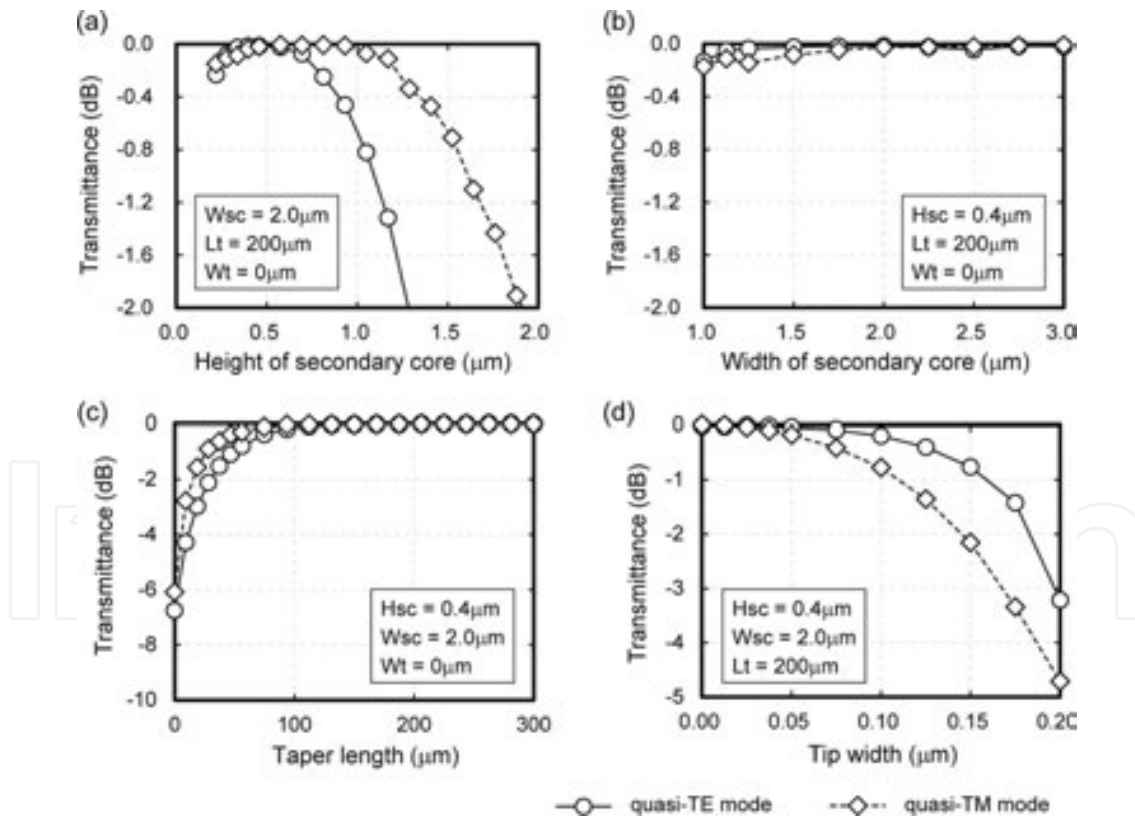 (a)
Transmittance (dB)
0.0
-0.4
-0.8
-1.2
-1.6
-2.0
Wsc = 2.0μm
Lt = 200μm
Wt = 0μm
0.0 0.5 1.0 1.5 2.0
Height of secondary core (μm)
(b)
Transmittance (dB)
0.0
-0.4
-0.8
-1.2
-1.6
-2.0
Hsc = 0.4μm
Lt = 200μm
Wt = 0μm
1.0 1.5 2.0 2.5 3.0
Width of secondary core (μm)
(c)
Transmittance (dB)
0
-2
-4
-6
-8
-10
Hsc = 0.4μm
Wsc = 2.0μm
Wt = 0μm
0 100 200 300
Taper length (μm)
(d)
Transmittance (dB)
0
-1
-2
-3
-4
-5
Hsc = 0.4μm
Wsc = 2.0μm
Lt = 200μm
0.00 0.05 0.10 0.15 0.20
Tip width (μm)
quasi-TE mode quasi-TM mode